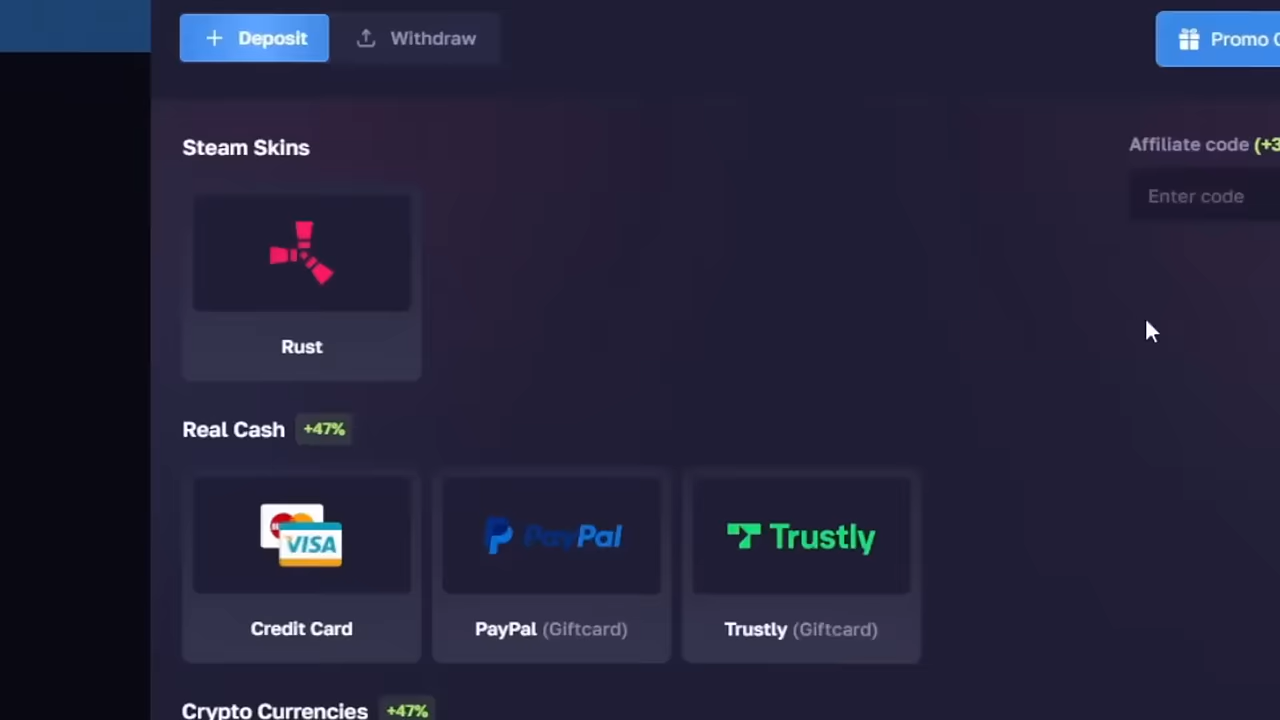 Deposit
Withdraw
Promo
Steam Skins
Affiliate code (+3
Enter code
Rust
Real Cash +47%
VISA
PayPal
Trustly
Credit Card
PayPal (Giftcard)
Trustly (Giftcard)
Crypto Currencies +47%